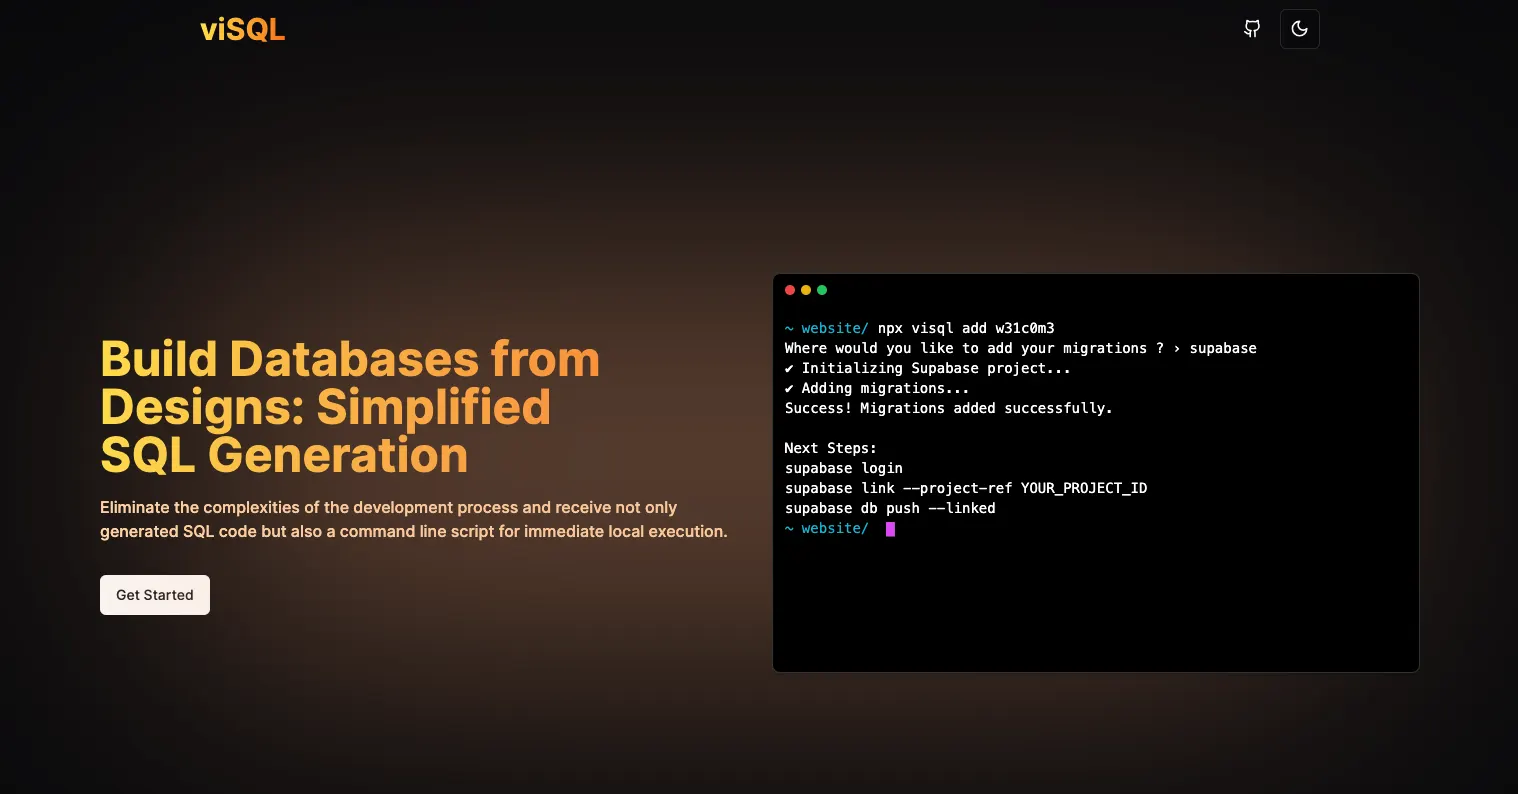 viSQL
Build Databases from
Designs: Simplified
SQL Generation
Eliminate the complexities of the development process and receive not only
generated SQL code but also a command line script for immediate local execution.
Get Started
~ website/ npx visql add w31c0m3
Where would you like to add your migrations ? › supabase
✔ Initializing Supabase project...
✔ Adding migrations...
Success! Migrations added successfully.
Next Steps:
supabase login
supabase link --project-ref YOUR_PROJECT_ID
supabase db push --linked
~ website/